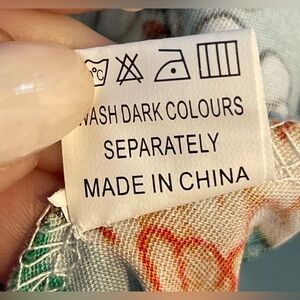 °C
WASH DARK COLOURS
SEPARATELY
MADE IN CHINA